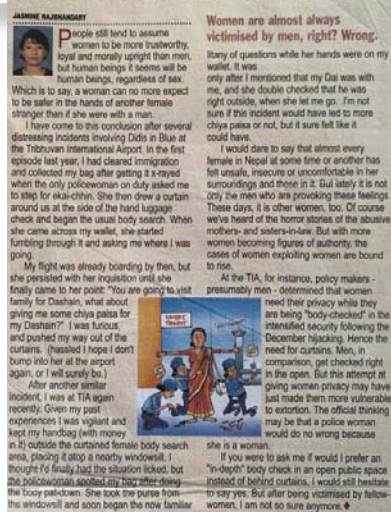 JASMINE RAJBHANDARY
People still tend to assume
women to be more trustworthy,
loyal and morally upright than men,
but human beings it seems will be
human beings, regardless of sex.
Which is to say, a woman can no more expect
to be safer in the hands of another female
stranger than if she were with a man.
I have come to this conclusion after several
distressing incidents involving Didis in Blue at
the Tribhuvan International Airport. In the first
episode last year, I had cleared immigration
and collected my bag after getting it x-rayed
when the only policewoman on duty asked me
to step for ekai-chhin. She then drew a curtain
around us at the side of the hand luggage
check and began the usual body search. When
she came across my wallet, she started
fumbling through it and asking me where I was
going.
My flight was already boarding by then, but
she persisted with her inquisition until she
finally came to her point: "You are going to visit
family for Dashain, what about
giving me some chiya paisa for
my Dashain?" I was furious,
and pushed my way out of the
curtains. (hassled I hope I don't
bump into her at the airport
again, or I will surely be.)
After another similar
incident, I was at TIA again
recently. Given my past
experiences I was vigilant and
kept my handbag (with money
in it) outside the curtained female body search
area, placing it atop a nearby windowsill. I
thought I'd finally had the situation licked, but
the policewoman spotted my bag after doing
the body pat-down. She took the purse from
the windowsill and soon began the now familiar
Women are almost always
victimised by men, right? Wrong.
litany of questions while her hands were on my
wallet. It was
only after I mentioned that my Dai was with
me, and she double checked that he was
right outside, when she let me go. I'm not
sure if this incident would have led to more
chiya paisa or not, but it sure felt like it
could have.
I would dare to say that almost every
female in Nepal at some time or another has
felt unsafe, insecure or uncomfortable in her
surroundings and those in it. But lately it is not
only the men who are provoking these feelings.
These days, it is other women, too. Of course
we've heard of the horror stories of the abusive
mothers- and sisters-in-law. But with more
women becoming figures of authority, the
cases of women exploiting women are bound
to rise.
At the TIA, for instance, policy makers -
presumably men - determined that women
need their privacy while they
are being "body-checked" in the
intensified security following the
December hijacking. Hence the
need for curtains. Men, in
comparison, get checked right
in the open. But this attempt at
giving women privacy may have
just made them more vulnerable
to extortion. The official thinking
may be that a police woman
would do no wrong because
she is a woman.
If you were to ask me if I would prefer an
"in-depth" body check in an open public space
instead of behind curtains, I would still hesitate
to say yes. But after being victimised by fellow-
women, I am not so sure anymore.